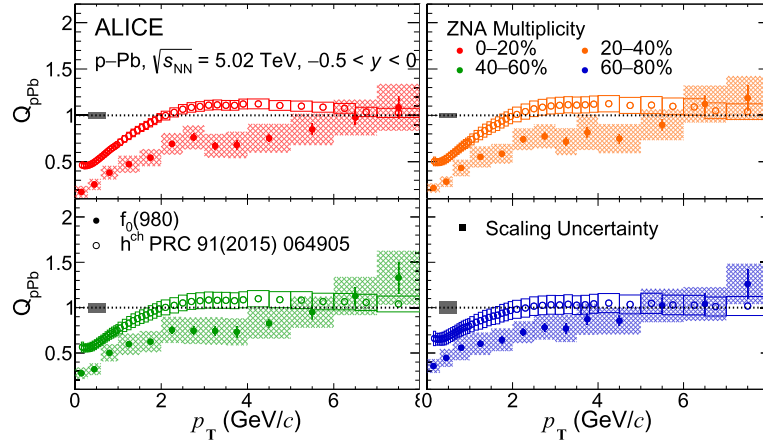 ALICE
p–Pb, √sNN = 5.02 TeV, –0.5 < y < 0
ZNA Multiplicity
0–20%
20–40%
40–60%
60–80%
QpPb
2
1.5
1
0.5
f0(980)
hch PRC 91(2015) 064905
Scaling Uncertainty
QpPb
2
1.5
1
0.5
0 2 4 6 8 0 2 4 6
pT (GeV/c)
pT (GeV/c)